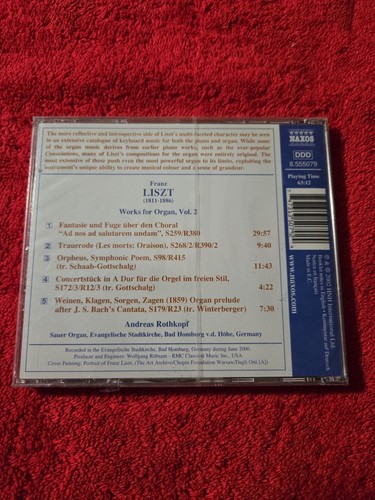 The more reflective and introspective side of Liszt's multi-faceted character may be seen
in an extensive catalogue of keyboard music for both the piano and organ. While some
of the organ music derives from earlier piano works, such as the ever-popular
Consolations, many of Liszt's compositions for the organ were entirely original. The
most extensive of these push even the most powerful organ to its limits, exploiting the
instrument's unique ability to create musical colour and a sense of grandeur.
Franz
LISZT
(1811-1886)
Works for Organ, Vol. 2
1 Fantasie und Fuge über den Choral
"Ad nos ad salutarem undam", S259/R380 29:57
2 Trauerode (Les morts: Oraison), S268/2/R390/2 9:40
3 Orpheus, Symphonic Poem, S98/R415
(tr. Schaab-Gottschalg) 11:43
4 Concertstück in A Dur für die Orgel im freien Stil,
S172/3/R12/3 (tr. Gottschalg) 4:22
5 Weinen, Klagen, Sorgen, Zagen (1859) Organ prelude
after J. S. Bach's Cantata, S179/R23 (tr. Winterberger) 7:30
Andreas Rothkopf
Sauer Organ, Evangelische Stadtkirche, Bad Homburg v.d. Höhe, Germany
Recorded in the Evangelische Stadtkirche, Bad Homburg, Germany during June 2000.
Producer and Engineer: Wolfgang Rübsam - RMC Classical Music Inc., USA
Cover Painting: Portrait of Franz Liszt
NAXOS
DDD
8.555079
Playing Time
63:12
www.naxos.com